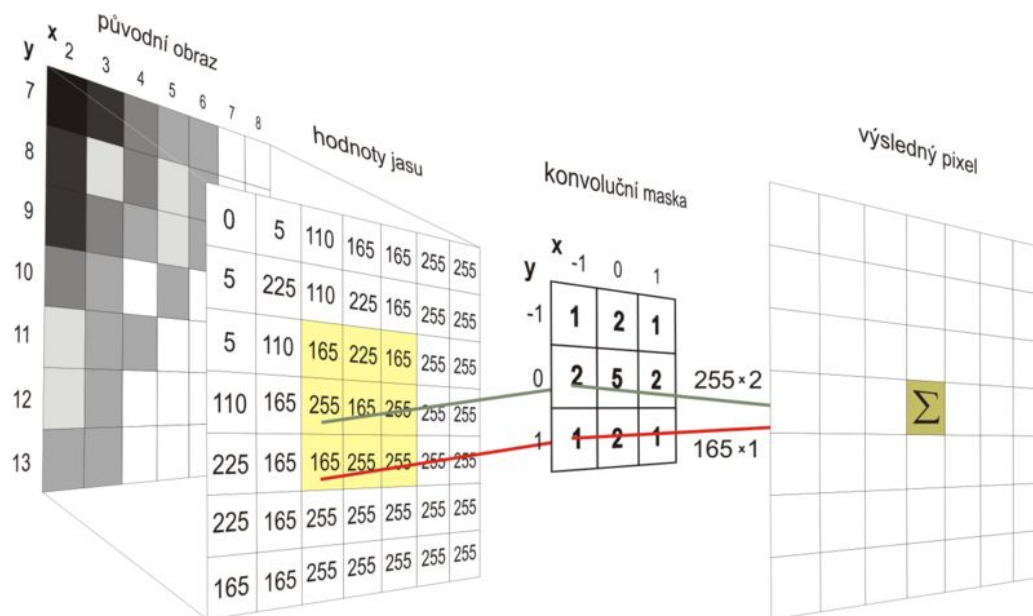 původní obraz
x
2 3 4 5 6 7 8
y
7
8
9
10
11
12
13
hodnoty jasu
0 5 110 165 165 255 255
5 225 110 225 165 255 255
5 110 165 225 165 255 255
110 165 255 165 255 255 255
225 165 165 255 255 255 255
225 165 255 255 255 255 255
165 165 255 255 255 255 255
konvoluční maska
x
-1 0 1
y
-1 1 2 1
0 2 5 2
1 1 2 1
255×2
165×1
výsledný pixel
Σ